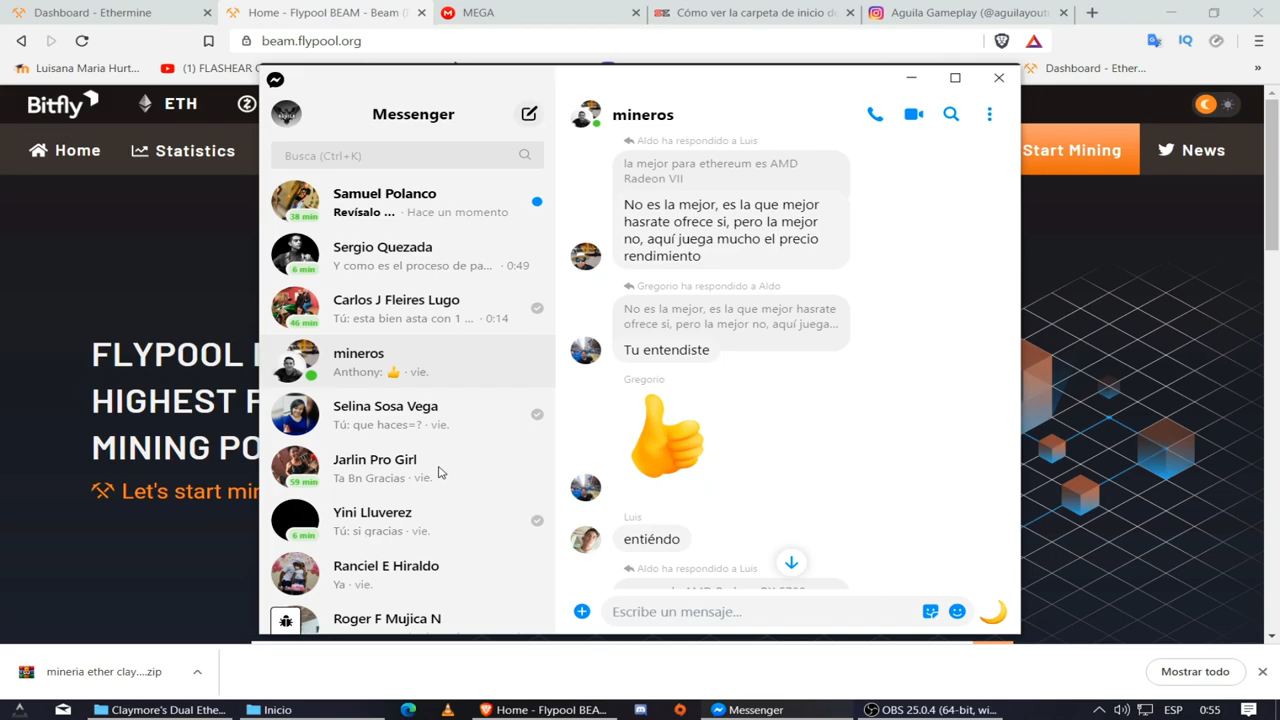 Dashboard - Ethermine
Home - Flypool BEAM - Beam (
MEGA
Cómo ver la carpeta de inicio de
Aguila Gameplay (@aguilayout
beam.flypool.org
Luisana Maria Hurt...
(1) FLASHEAR
Dashboard - Ether...
»
Bitfly
ETH
Home
Statistics
Start Mining
News
FLYPOOL
HIGHEST
MINING PO
Let's start mi
Messenger
Busca (Ctrl+K)
Samuel Polanco
Revísalo ... · Hace un momento
38 min
Sergio Quezada
Y como es el proceso de pa... · 0:49
6 min
Carlos J Fleires Lugo
Tú: esta bien asta con 1 ... · 0:14
46 min
mineros
Anthony: 👍 · vie.
Selina Sosa Vega
Tú: que haces=? · vie.
Jarlin Pro Girl
Ta Bn Gracias · vie.
59 min
Yini Lluverez
Tú: si gracias · vie.
6 min
Ranciel E Hiraldo
Ya · vie.
Roger F Mujica N
mineros
Aldo ha respondido a Luis
la mejor para ethereum es AMD
Radeon VII
No es la mejor, es la que mejor
hasrate ofrece si, pero la mejor
no, aquí juega mucho el precio
rendimiento
Gregorio ha respondido a Aldo
No es la mejor, es la que mejor hasrate
ofrece si, pero la mejor no, aquí juega...
Tu entendiste
Gregorio
Luis
entiéndo
Aldo ha respondido a Luis
Escribe un mensaje...
mineria ether clay....zip
Mostrar todo
Claymore's Dual Ethe...
Inicio
Home - Flypool BEA...
Messenger
OBS 25.0.4 (64-bit, wi...
ESP
0:55